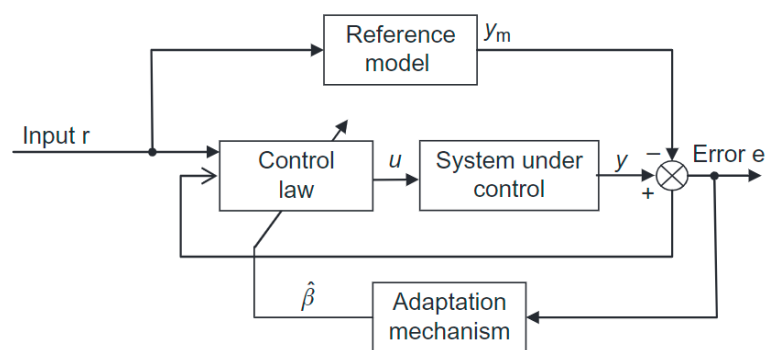 Reference
model
yₘ
Input r
Control
law
u
System under
control
y
−
+
Error e
β̂
Adaptation
mechanism